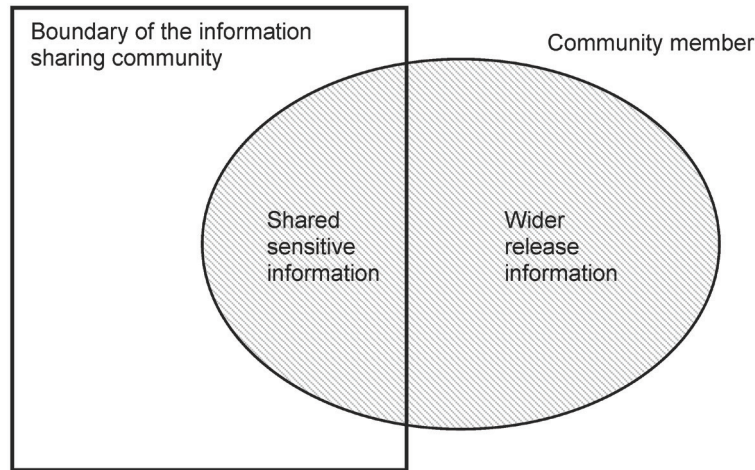 Boundary of the information
sharing community
Community member
Shared
sensitive
information
Wider
release
information